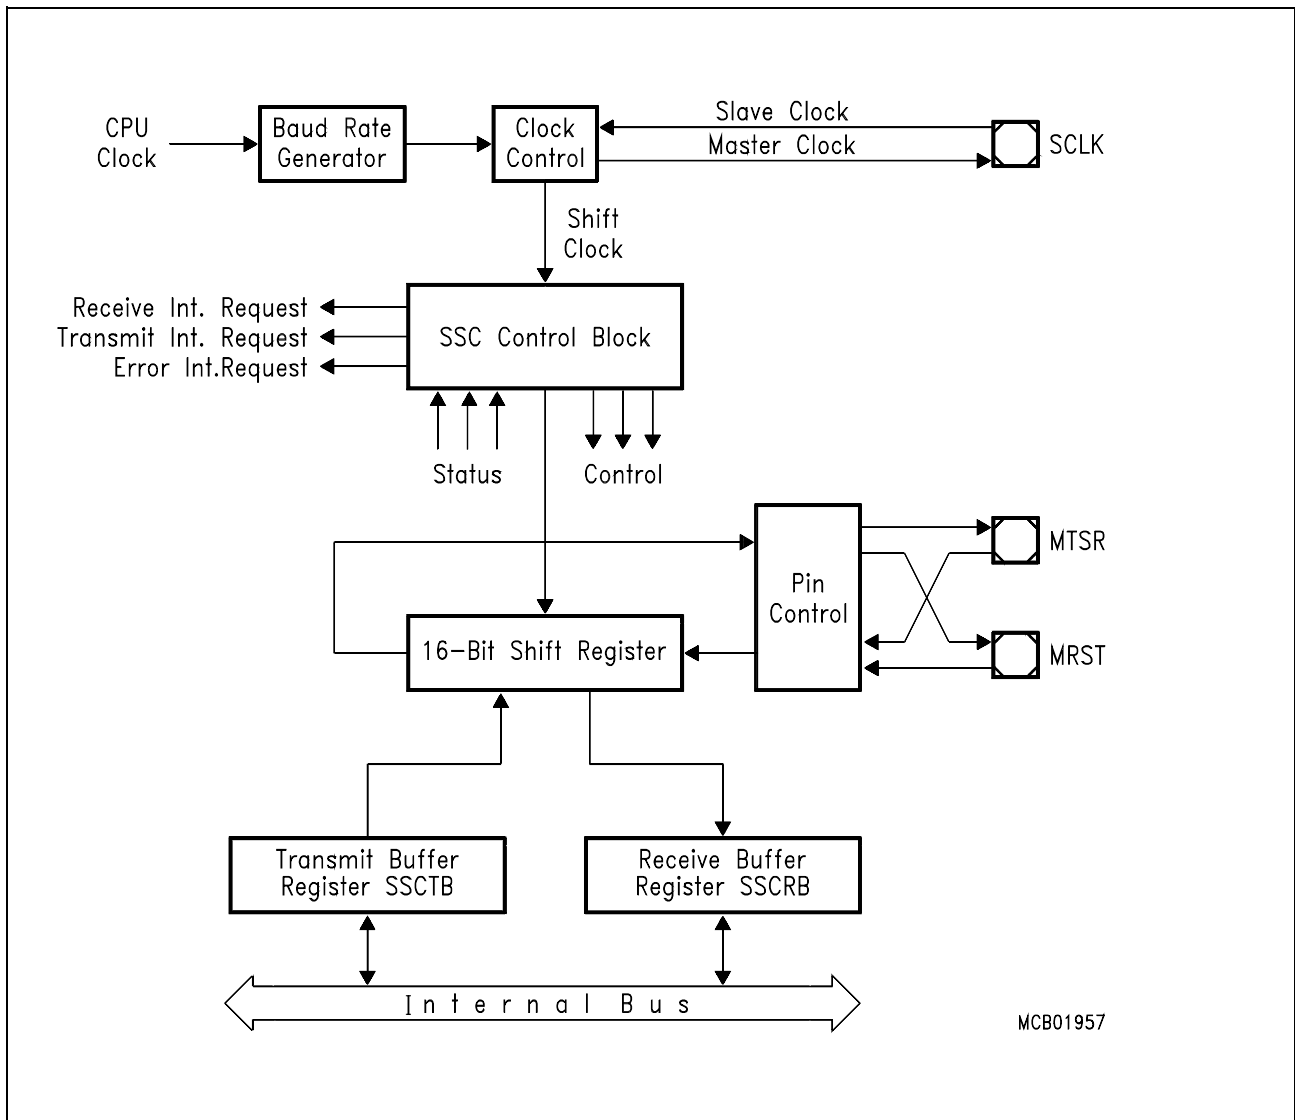 CPU
Clock
Baud Rate
Generator
Clock
Control
Slave Clock
Master Clock
SCLK
Shift
Clock
Receive Int. Request
Transmit Int. Request
Error Int.Request
SSC Control Block
Status
Control
Pin
Control
MTSR
MRST
16-Bit Shift Register
Transmit Buffer
Register SSCTB
Receive Buffer
Register SSCRB
Internal Bus
MCB01957